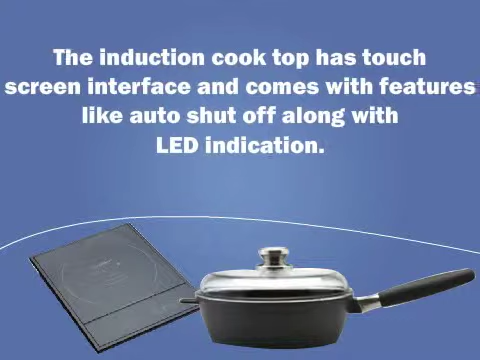 The induction cook top has touch
screen interface and comes with features
like auto shut off along with
LED indication.